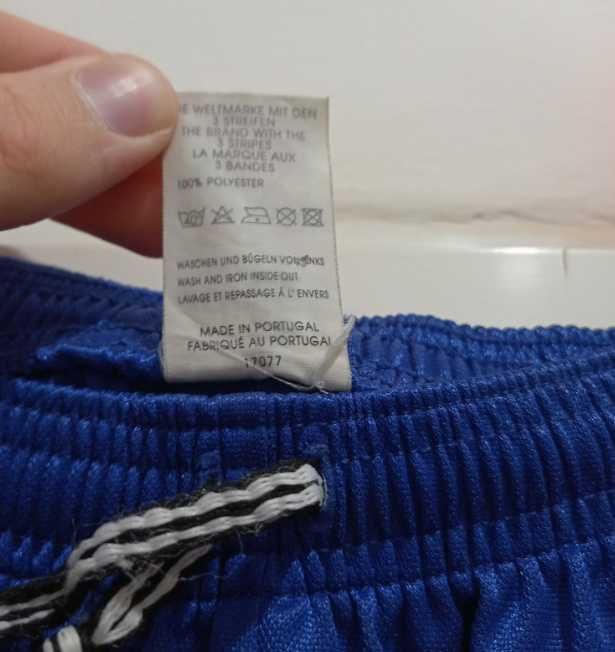 E WELTMARKE MIT DEN
3 STREIFEN
THE BRAND WITH THE
3 STRIPES
LA MARQUE AUX
3 BANDES
100% POLYESTER
WASCHEN UND BÜGELN VON LINKS
WASH AND IRON INSIDE OUT
LAVAGE ET REPASSAGE À L'ENVERS
MADE IN PORTUGAL
FABRIQUÉ AU PORTUGAL
17077